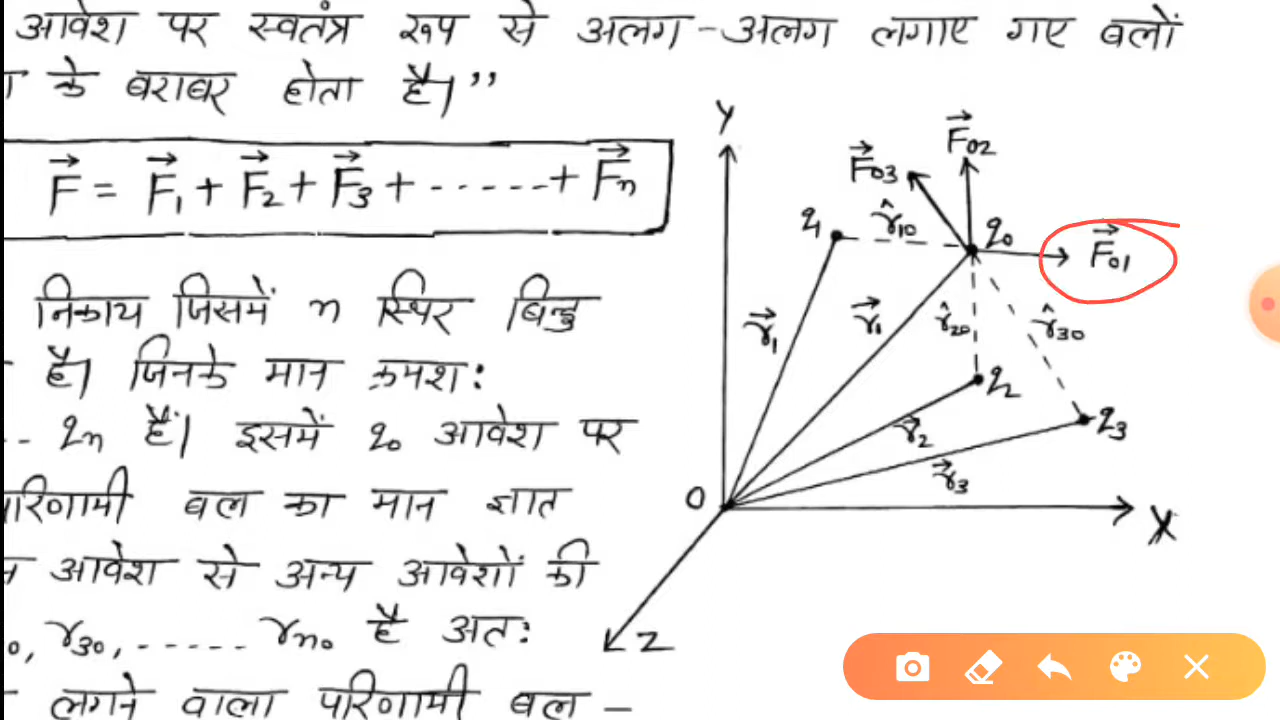 आवेश पर स्वतंत्र रूप से अलग-अलग लगाए गए बलों
के बराबर होता है।”
F⃗ = F⃗₁ + F⃗₂ + F⃗₃ + ------ + F⃗ₙ
निकाय जिसमें n स्थिर बिन्दु
है। जिनके मान क्रमश:
-- qₙ हैं। इसमें q₀ आवेश पर
परिणामी बल का मान ज्ञात
आवेश से अन्य आवेशों की
₀, r₃₀, ------ rₙ₀ है अत:
लगने वाला परिणामी बल –
Y
F⃗₀₂
F⃗₀₃
q₁ r̂₁₀ q₀ F⃗₀₁
r⃗₁ r⃗₁ r̂₂₀ r̂₃₀
q₂
r⃗₂ q₃
r⃗₃
O X
Z